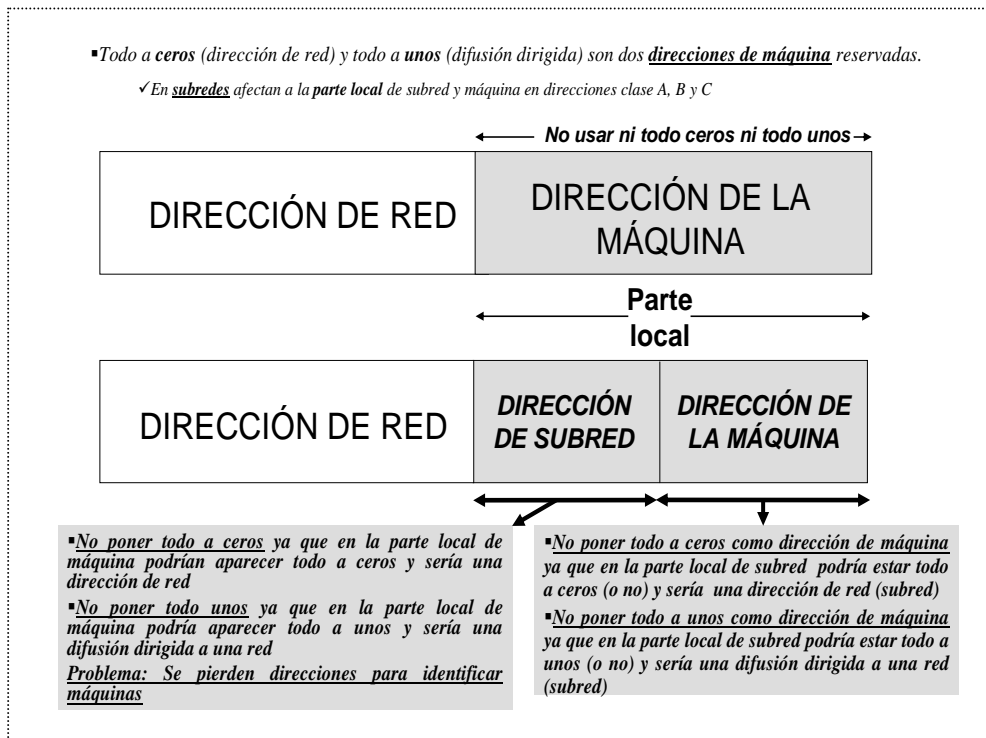 ▪Todo a ceros (dirección de red) y todo a unos (difusión dirigida) son dos direcciones de máquina reservadas.
✓En subredes afectan a la parte local de subred y máquina en direcciones clase A, B y C
No usar ni todo ceros ni todo unos
DIRECCIÓN DE RED
DIRECCIÓN DE LA
MÁQUINA
Parte
local
DIRECCIÓN DE RED
DIRECCIÓN
DE SUBRED
DIRECCIÓN DE
LA MÁQUINA
▪No poner todo a ceros ya que en la parte local de
máquina podrían aparecer todo a ceros y sería una
dirección de red
▪No poner todo unos ya que en la parte local de
máquina podría aparecer todo a unos y sería una
difusión dirigida a una red
Problema: Se pierden direcciones para identificar
máquinas
▪No poner todo a ceros como dirección de máquina
ya que en la parte local de subred podría estar todo
a ceros (o no) y sería una dirección de red (subred)
▪No poner todo a unos como dirección de máquina
ya que en la parte local de subred podría estar todo a
unos (o no) y sería una difusión dirigida a una red
(subred)